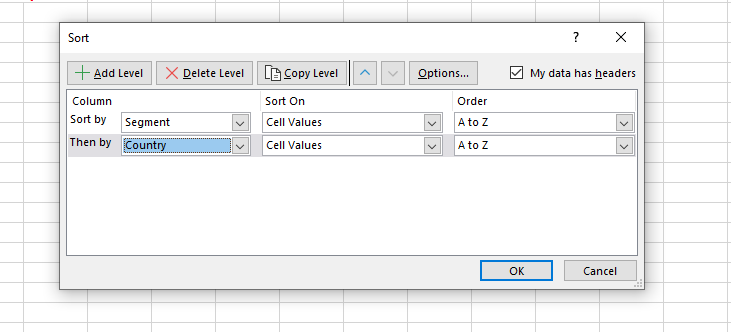 Sort ?
Add Level Delete Level Copy Level Options... My data has headers
Column Sort On Order
Sort by Segment Cell Values A to Z
Then by Country Cell Values A to Z
OK Cancel